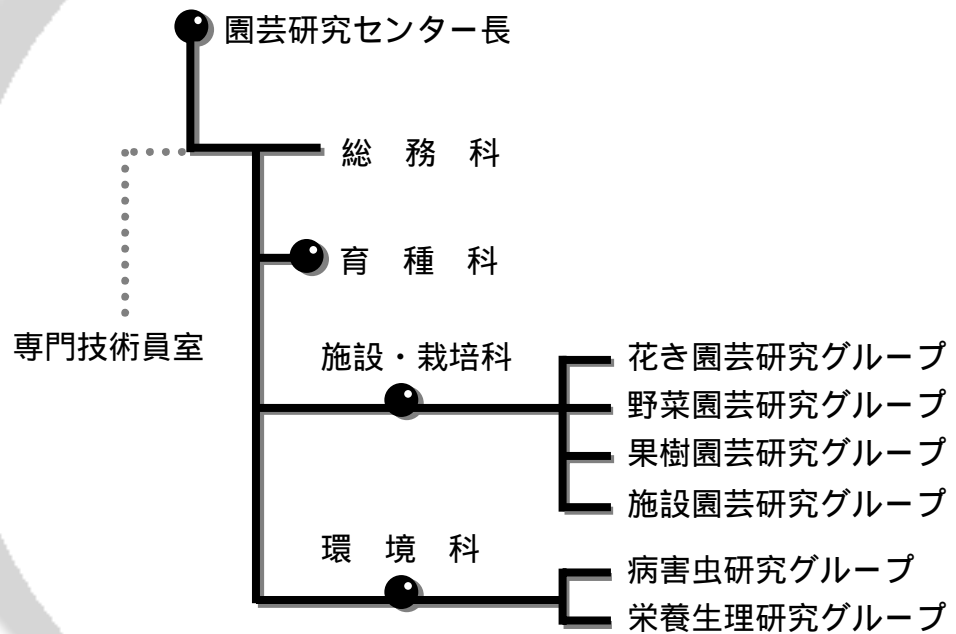 園芸研究センター長
総務科
育種科
専門技術員室
施設・栽培科
花き園芸研究グループ
野菜園芸研究グループ
果樹園芸研究グループ
施設園芸研究グループ
環境科
病害虫研究グループ
栄養生理研究グループ